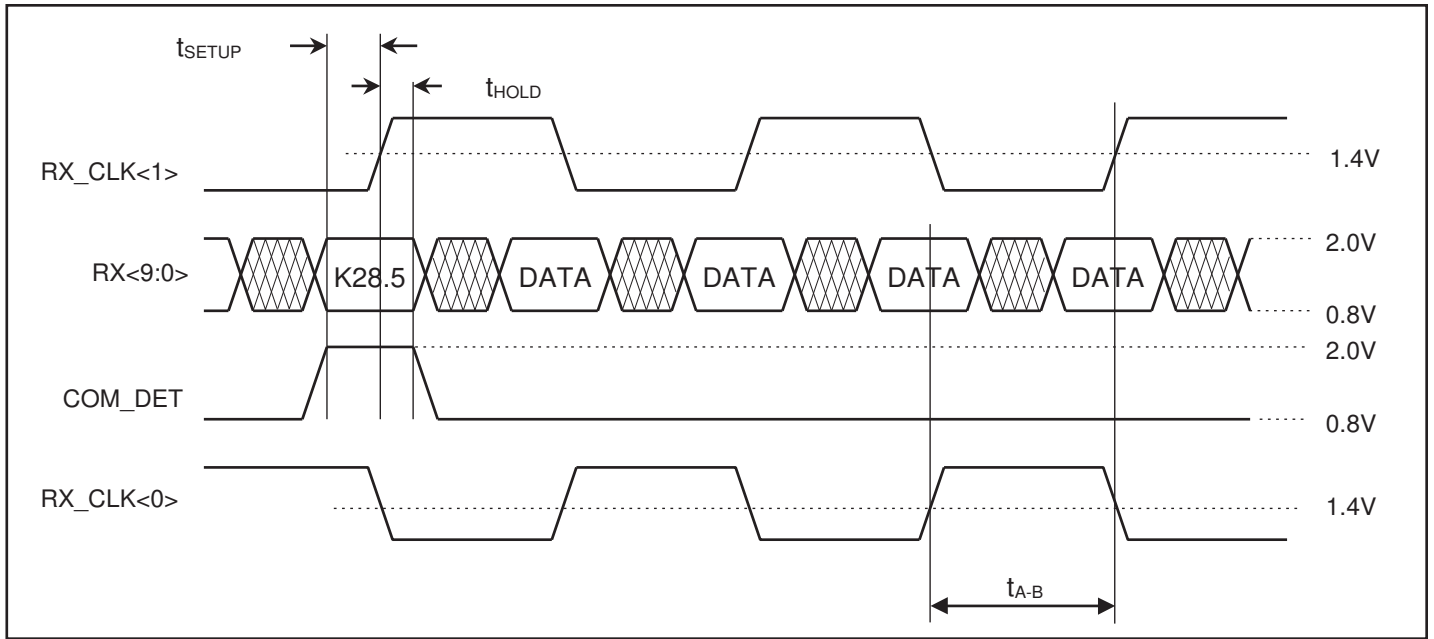 tSETUP
tHOLD
RX_CLK<1>
1.4V
RX<9:0>
K28.5 DATA DATA DATA DATA
2.0V
0.8V
2.0V
COM_DET
0.8V
RX_CLK<0>
1.4V
tA-B